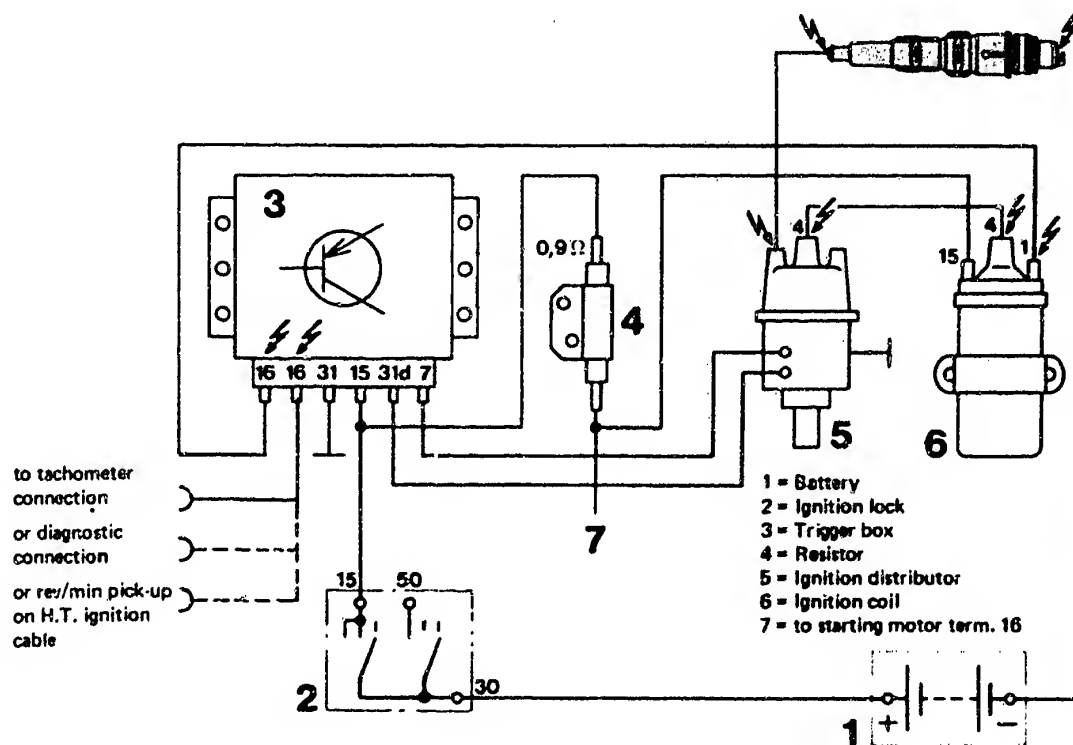 3
0,9Ω
4
4
4
1
15
16 16 31 15 31d 7
5
6
to tachometer
connection
or diagnostic
connection
or rev/min pick-up
on H.T. ignition
cable
7
1 = Battery
2 = Ignition lock
3 = Trigger box
4 = Resistor
5 = Ignition distributor
6 = Ignition coil
7 = to starting motor term. 16
15
50
2
30
1
+
−